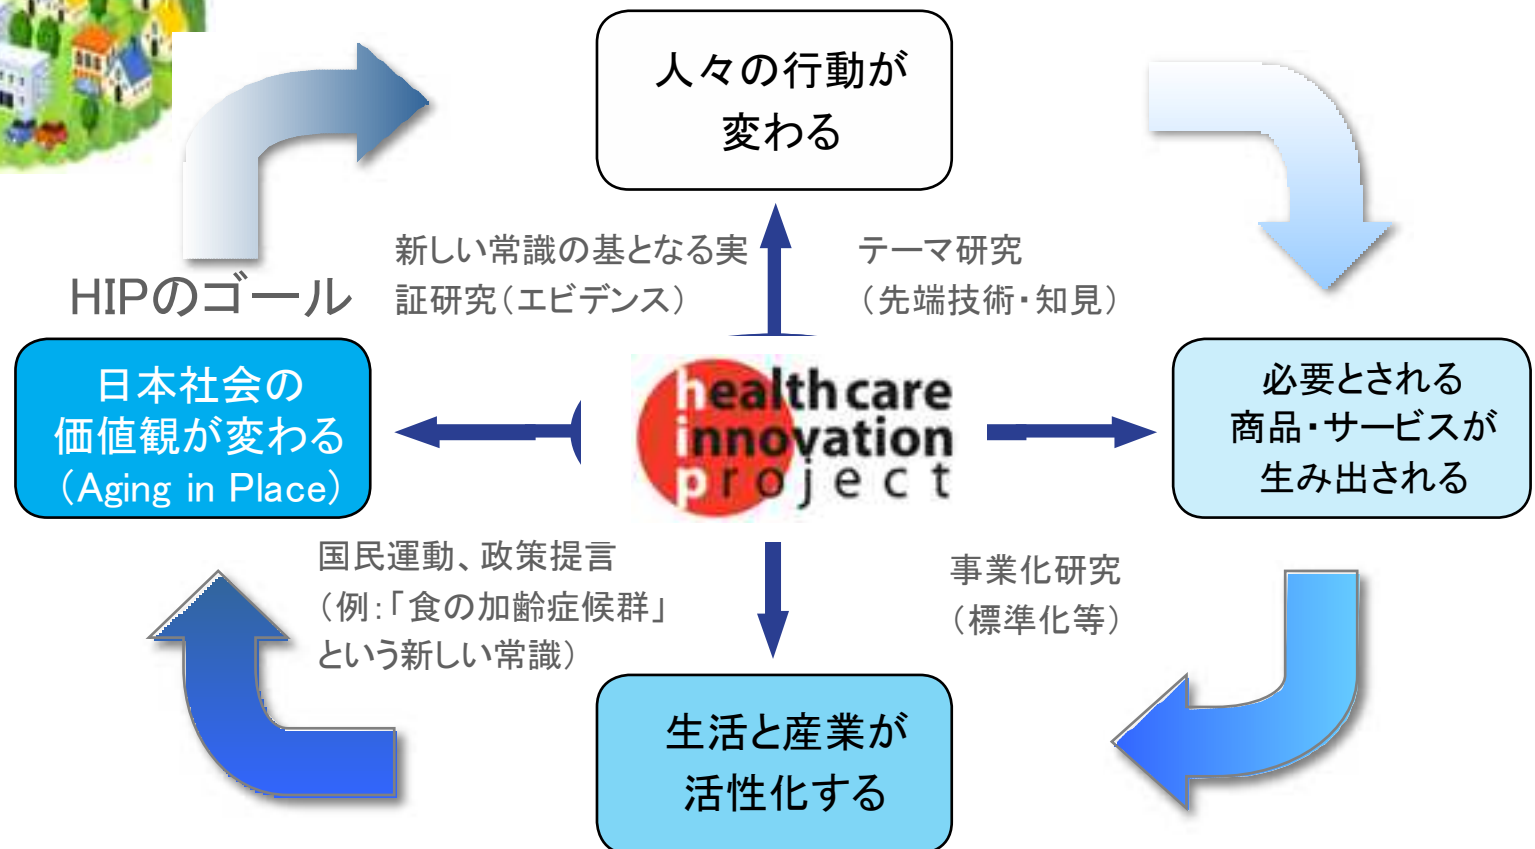 人々の行動が
変わる
新しい常識の基となる実
証研究（エビデンス）
テーマ研究
（先端技術・知見）
HIPのゴール
日本社会の
価値観が変わる
（Aging in Place）
health care
innovation
project
必要とされる
商品・サービスが
生み出される
国民運動、政策提言
（例：「食の加齢症候群」
という新しい常識）
事業化研究
（標準化等）
生活と産業が
活性化する